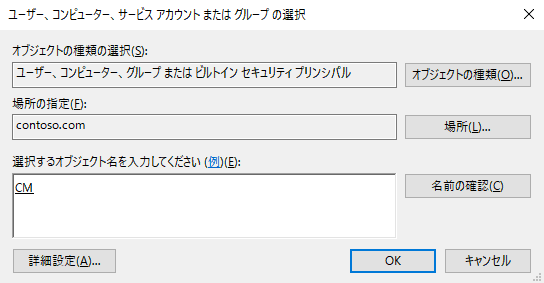 ユーザー、コンピューター、サービス アカウント または グループ の選択
オブジェクトの種類の選択(S):
ユーザー、コンピューター、グループ または ビルトイン セキュリティ プリンシパル
オブジェクトの種類(O)...
場所の指定(F):
contoso.com
場所(L)...
選択するオブジェクト名を入力してください (例)(E):
CM
名前の確認(C)
詳細設定(A)...
OK
キャンセル